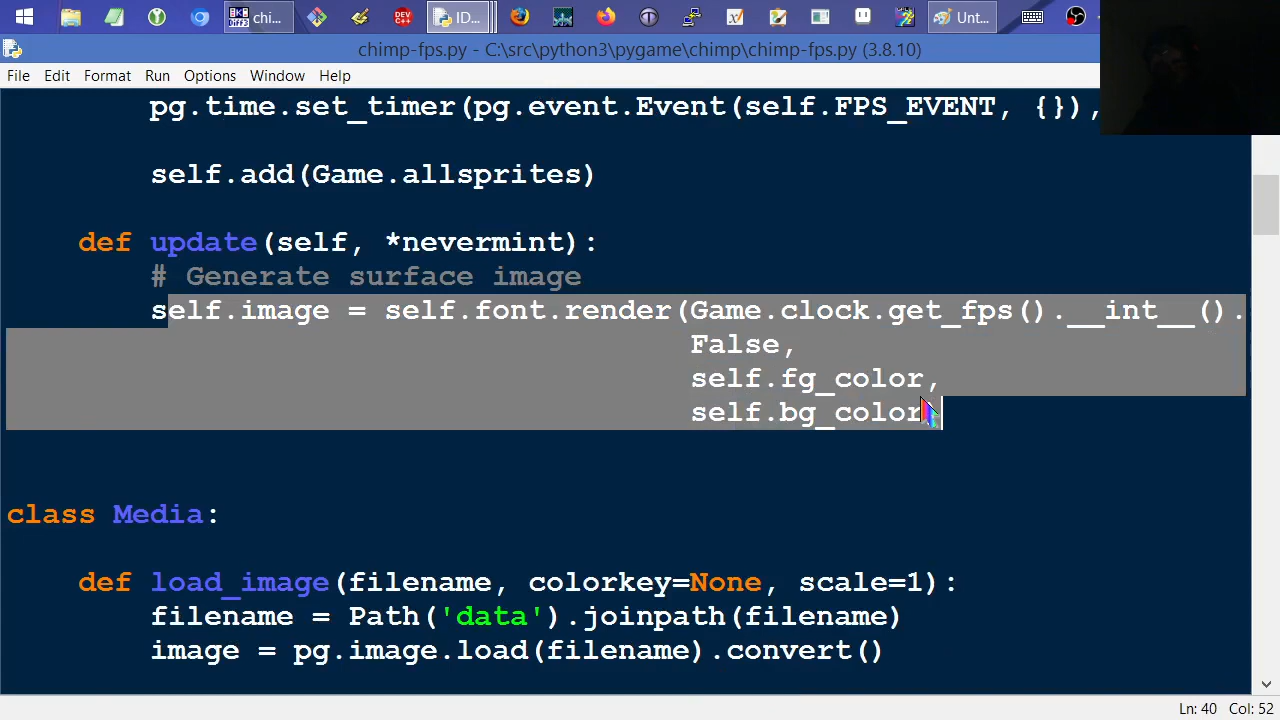 chi...
ID...
Unt...
chimp-fps.py - C:\src\python3\pygame\chimp\chimp-fps.py (3.8.10)
File Edit Format Run Options Window Help
pg.time.set_timer(pg.event.Event(self.FPS_EVENT, {}),
self.add(Game.allsprites)
def update(self, *nevermint):
# Generate surface image
self.image = self.font.render(Game.clock.get_fps().__int__().
False,
self.fg_color,
self.bg_color
class Media:
def load_image(filename, colorkey=None, scale=1):
filename = Path('data').joinpath(filename)
image = pg.image.load(filename).convert()
Ln: 40 Col: 52